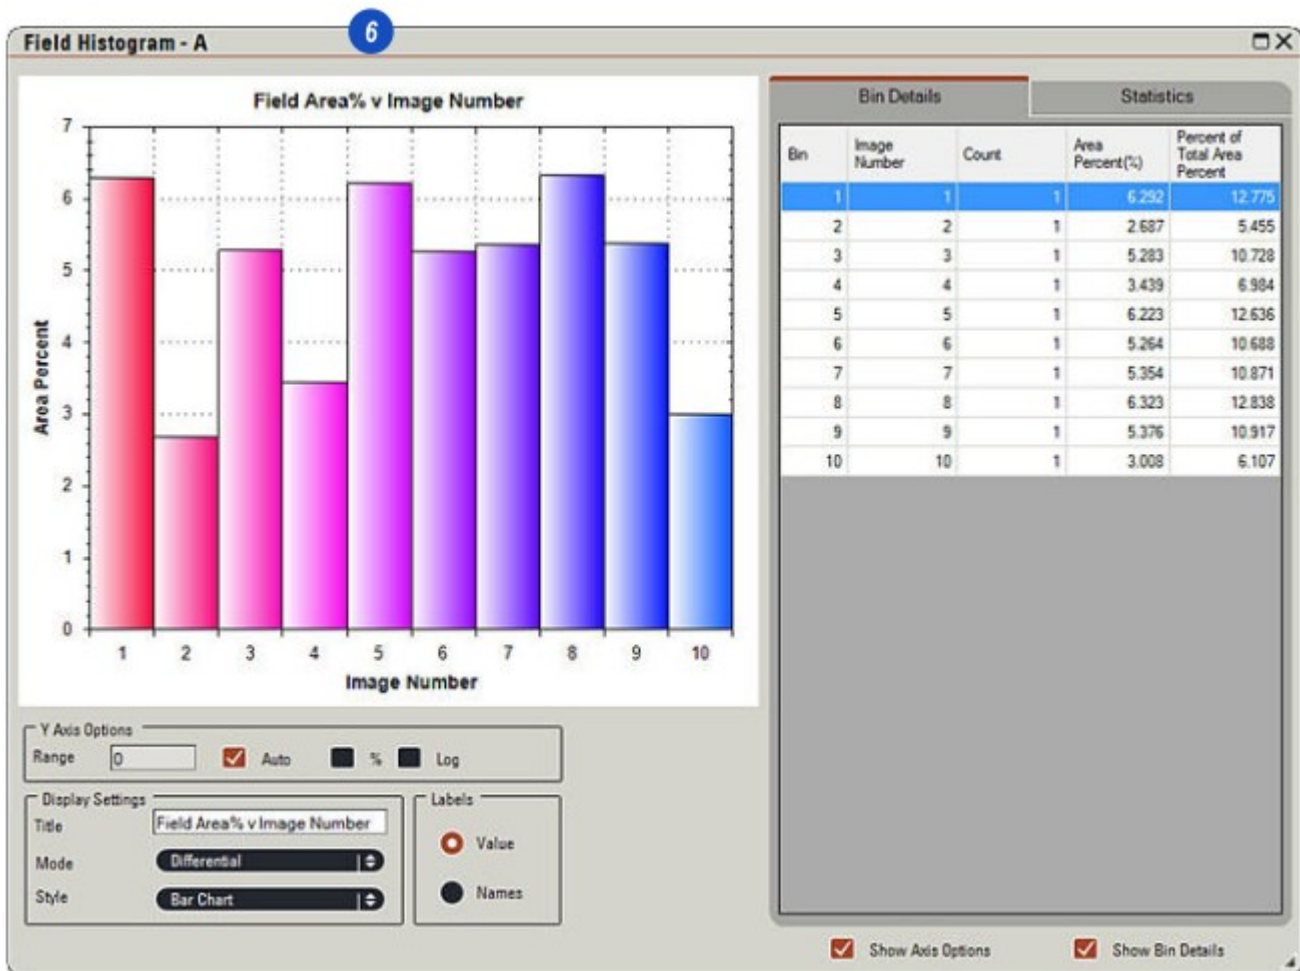 6
Field Histogram - A
Field Area% v Image Number
7
6
5
4
3
2
1
0
Area Percent
1 2 3 4 5 6 7 8 9 10
Image Number
Bin Details Statistics
Bin Image Number Count Area Percent(%) Percent of Total Area Percent
1 1 1 6.292 12.775
2 2 1 2.687 5.455
3 3 1 5.283 10.728
4 4 1 3.439 6.984
5 5 1 6.223 12.636
6 6 1 5.264 10.688
7 7 1 5.354 10.871
8 8 1 6.323 12.838
9 9 1 5.376 10.917
10 10 1 3.008 6.107
Y Axis Options
Range 0 Auto % Log
Display Settings
Title Field Area% v Image Number
Mode Differential
Style Bar Chart
Labels
Value
Names
Show Axis Options Show Bin Details